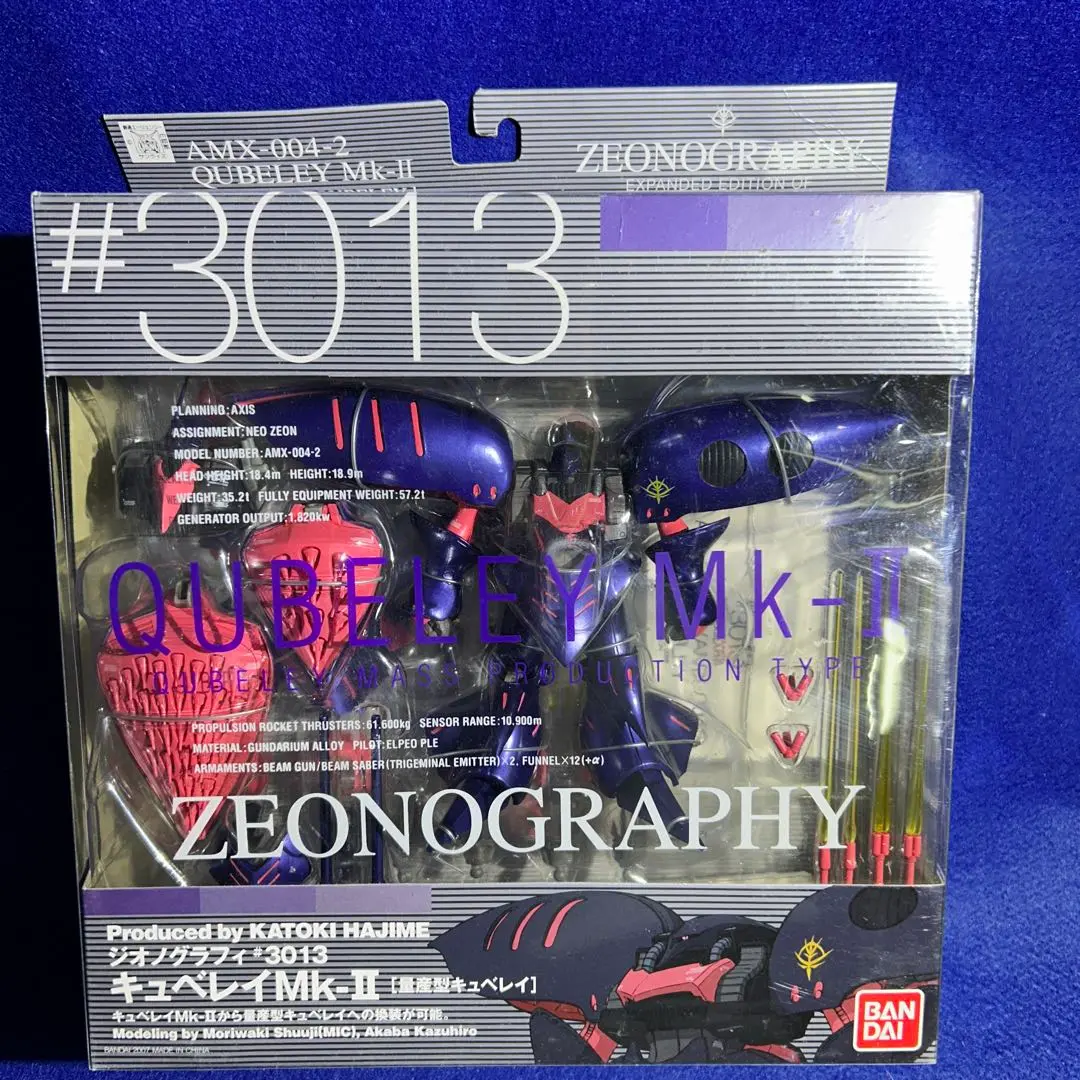 AMX-004-2
QUBELEY Mk-II
ZEONOGRAPHY
EXPANDED EDITION OF
#3013
PLANNING:AXIS
ASSIGNMENT:NEO ZEON
MODEL NUMBER:AMX-004-2
HEAD HEIGHT:18.4m HEIGHT:18.9m
WEIGHT:35.2t FULLY EQUIPMENT WEIGHT:57.2t
GENERATOR OUTPUT:1.820kw
QUBELEY Mk-II
QUBELEY MASS PRODUCTION TYPE
PROPULSION ROCKET THRUSTERS:61.600kg SENSOR RANGE:10.900m
MATERIAL:GUNDARIUM ALLOY PILOT:ELPEO PLE
ARMAMENTS:BEAM GUN/BEAM SABER(TRIGEMINAL EMITTER)×2, FUNNEL×12(+α)
ZEONOGRAPHY
Produced by KATOKI HAJIME
ジオノグラフィ#3013
キュベレイMk-II [量産型キュベレイ]
キュベレイMk-IIから量産型キュベレイへの換装が可能。
Modeling by Moriwaki Shuuji(MIC), Akaba Kazuhiro
BANDAI 2007 MADE IN CHINA
BAN
DAI